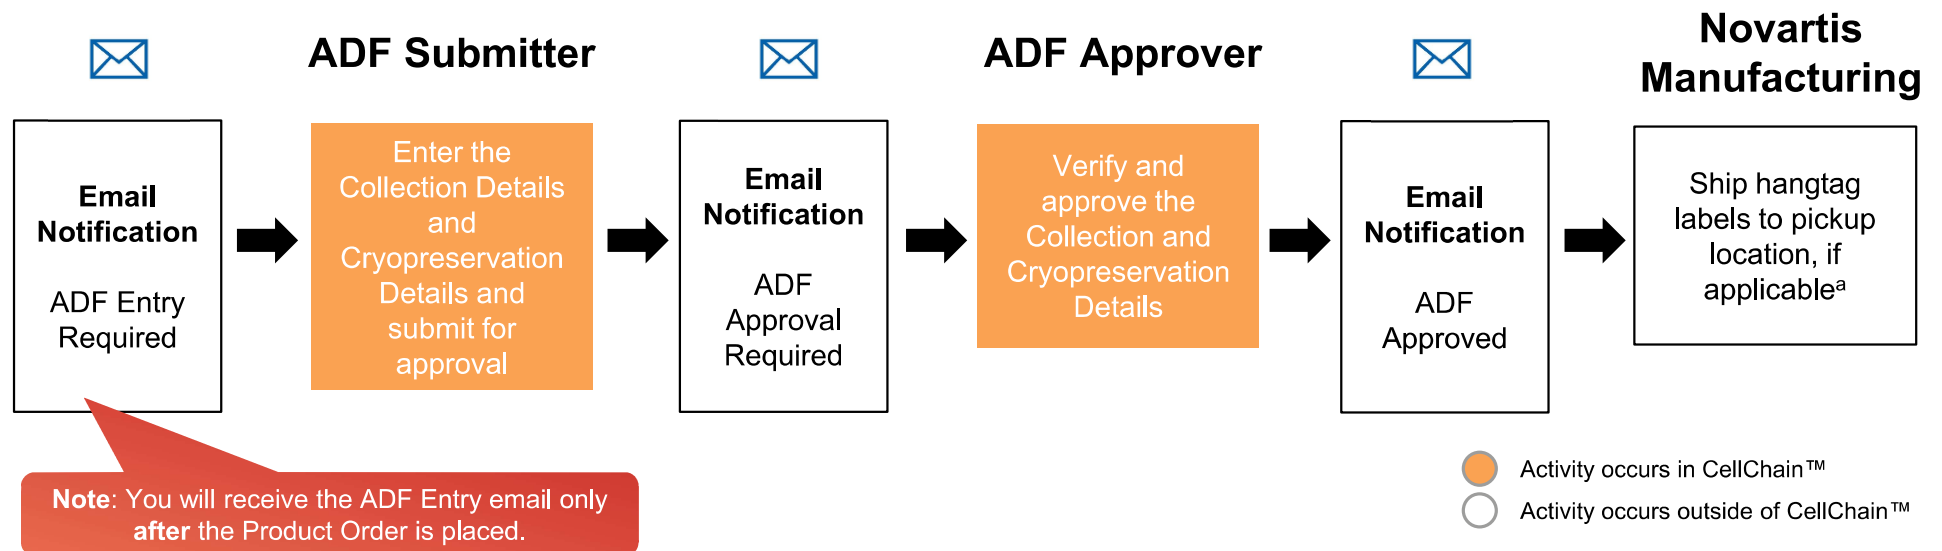 ADF Submitter
ADF Approver
Novartis
Manufacturing
Email
Notification
ADF Entry
Required
Enter the
Collection Details
and
Cryopreservation
Details and
submit for
approval
Email
Notification
ADF
Approval
Required
Verify and
approve the
Collection and
Cryopreservation
Details
Email
Notification
ADF
Approved
Ship hangtag
labels to pickup
location, if
applicableᵃ
Note: You will receive the ADF Entry email only
after the Product Order is placed.
Activity occurs in CellChain™
Activity occurs outside of CellChain™